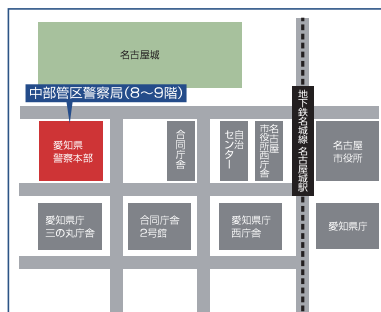 名古屋城
中部管区警察局(8～9階)
愛知県
警察本部
合同庁舎
自治
センター
名古屋
市役所西庁舎
地下鉄名城線 名古屋城駅
名古屋
市役所
愛知県庁
三の丸庁舎
合同庁舎
2号館
愛知県庁
西庁舎
愛知県庁